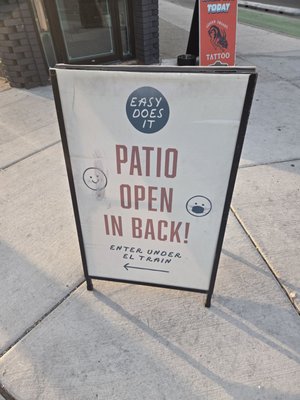 TODAY
TATTOO
EASY
DOES
IT
PATIO
OPEN
IN BACK!
ENTER UNDER
EL TRAIN